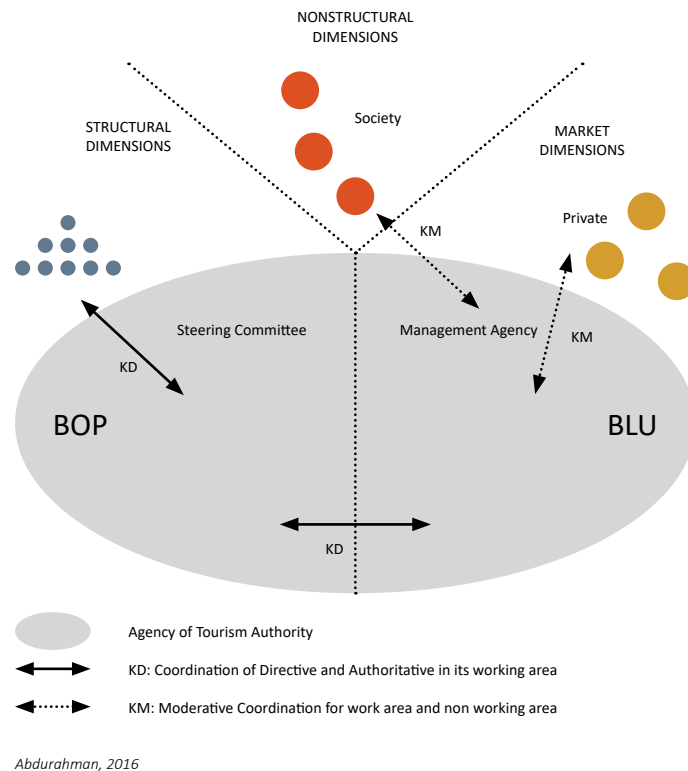 NONSTRUCTURAL
DIMENSIONS
STRUCTURAL
DIMENSIONS
Society
MARKET
DIMENSIONS
Private
KM
Steering Committee
Management Agency
KM
KD
BOP
BLU
KD
Agency of Tourism Authority
KD: Coordination of Directive and Authoritative in its working area
KM: Moderative Coordination for work area and non working area
Abdurahman, 2016